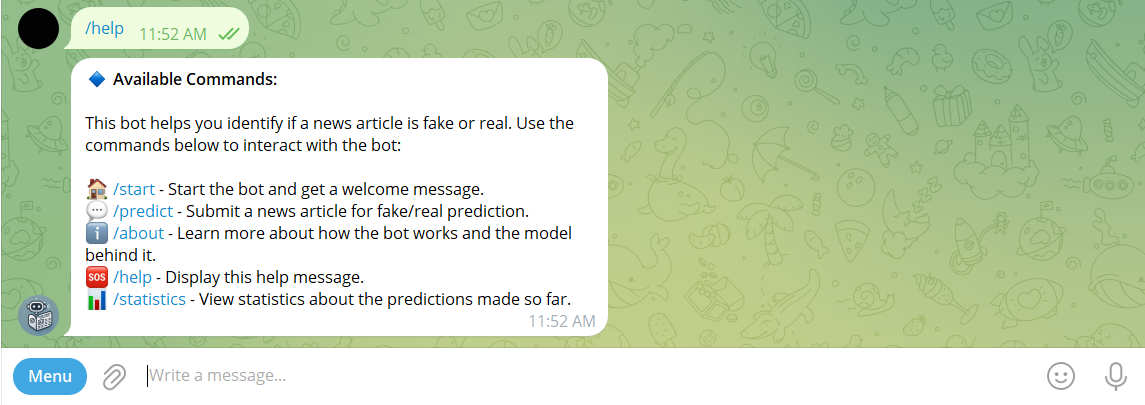 /help 11:52 AM
Available Commands:
This bot helps you identify if a news article is fake or real. Use the
commands below to interact with the bot:
/start - Start the bot and get a welcome message.
/predict - Submit a news article for fake/real prediction.
/about - Learn more about how the bot works and the model
behind it.
SOS /help - Display this help message.
/statistics - View statistics about the predictions made so far.
11:52 AM
Menu Write a message...